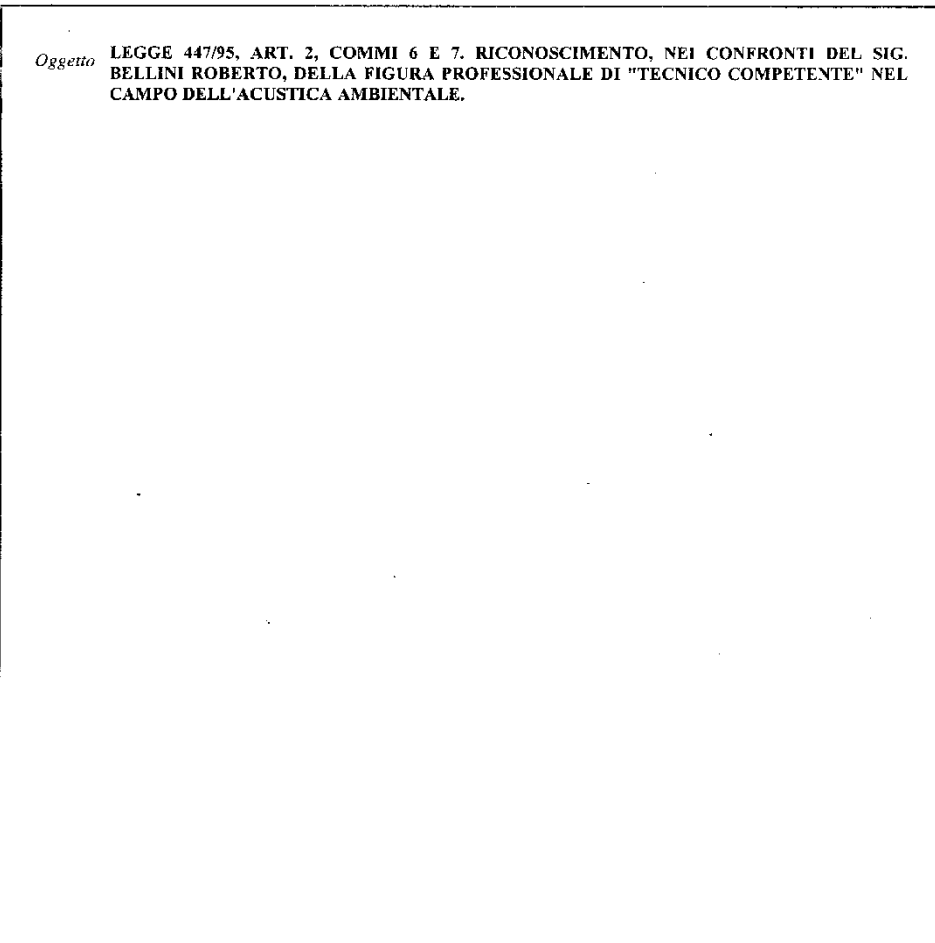 Oggetto LEGGE 447/95, ART. 2, COMMI 6 E 7. RICONOSCIMENTO, NEI CONFRONTI DEL SIG.
BELLINI ROBERTO, DELLA FIGURA PROFESSIONALE DI "TECNICO COMPETENTE" NEL
CAMPO DELL'ACUSTICA AMBIENTALE.